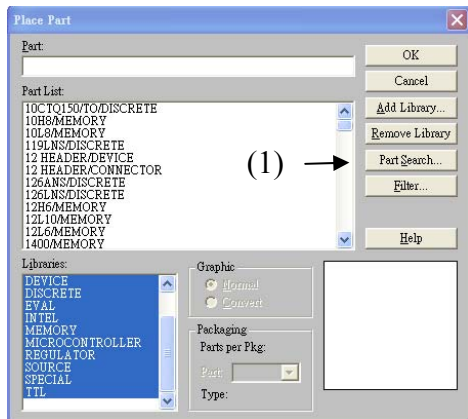 Place Part
Part:
OK
Cancel
Part List:
10CTQ150/TO/DISCRETE
10H8/MEMORY
10L8/MEMORY
119LNS/DISCRETE
12 HEADER/DEVICE
12 HEADER/CONNECTOR
126ANS/DISCRETE
126LNS/DISCRETE
12H6/MEMORY
12L10/MEMORY
12L6/MEMORY
1400/MEMORY
Add Library...
Remove Library
(1)
Part Search...
Filter...
Help
Libraries:
DEVICE
DISCRETE
EVAL
INTEL
MEMORY
MICROCONTROLLER
REGULATOR
SOURCE
SPECIAL
TTL
Graphic
Normal
Convert
Packaging
Parts per Pkg:
Part:
Type: